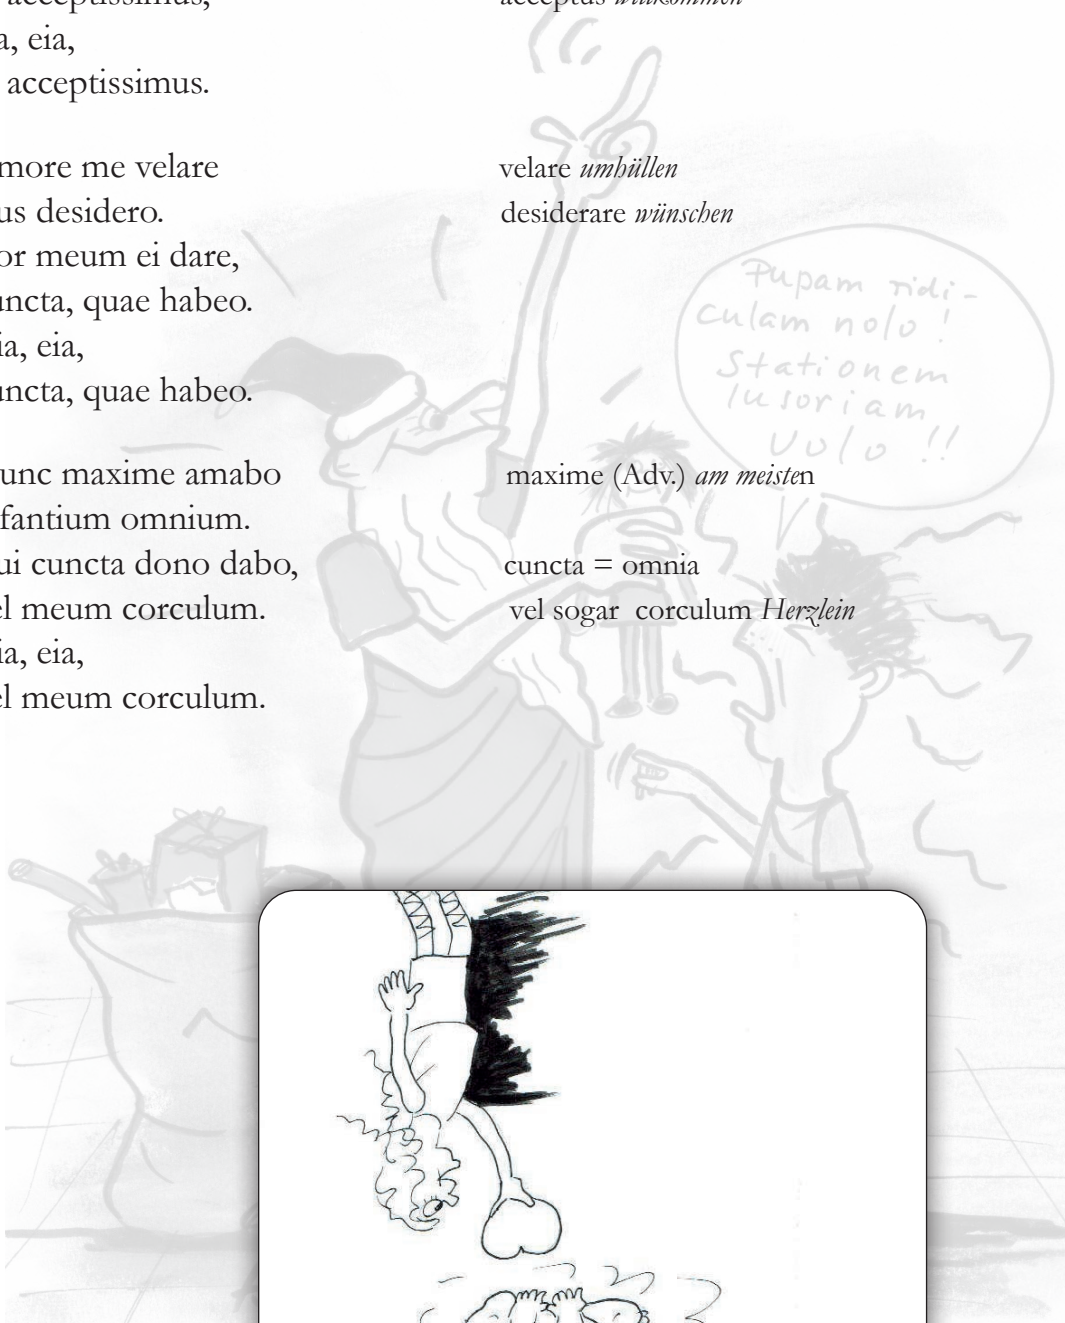 acceptissimus,
a, eia,
acceptissimus.
more me velare
us desidero.
or meum ei dare,
uncta, quae habeo.
ia, eia,
uncta, quae habeo.
unc maxime amabo
fantium omnium.
ui cuncta dono dabo,
el meum corculum.
ia, eia,
el meum corculum.
acceptus willkommen
velare umhüllen
desiderare wünschen
maxime (Adv.) am meisten
cuncta = omnia
vel sogar corculum Herzlein
Pupam ridi-
culam nolo !
Stationem
lusoriam
volo !!